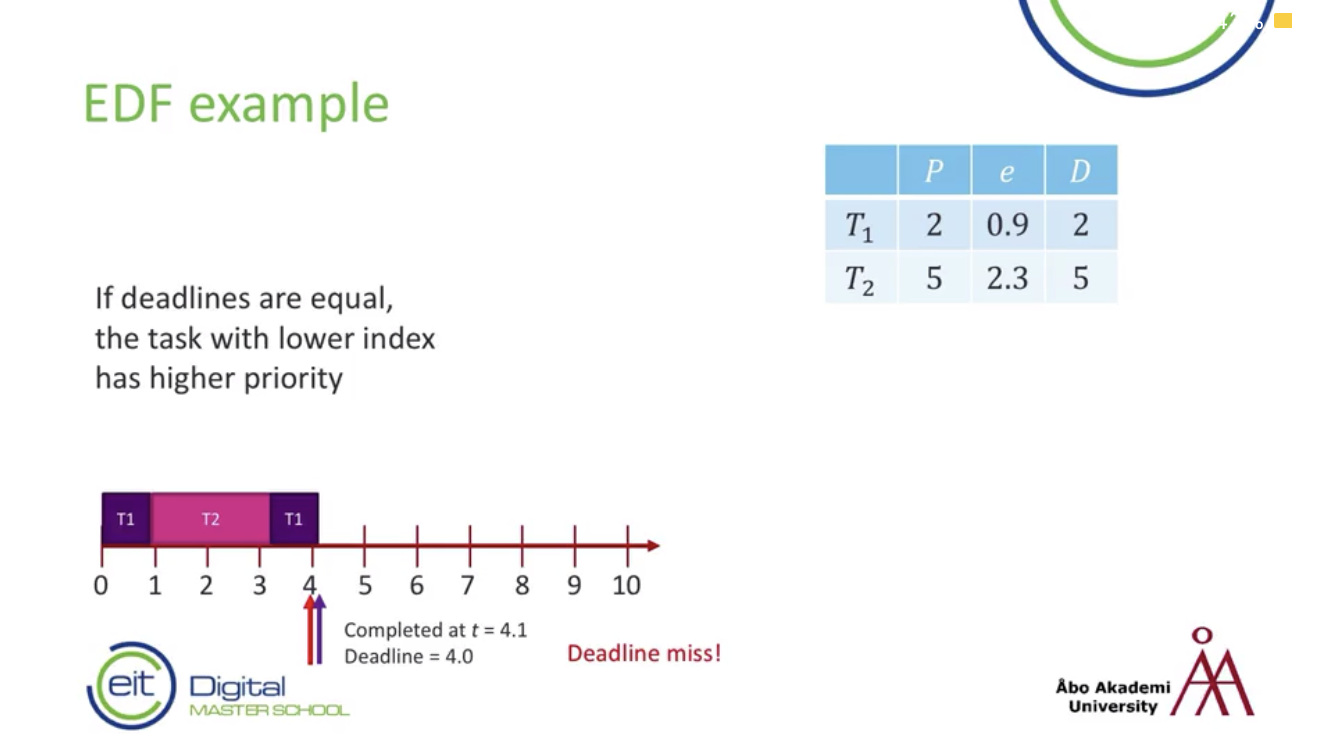 EDF example
P e D
T₁ 2 0.9 2
T₂ 5 2.3 5
If deadlines are equal,
the task with lower index
has higher priority
T1 T2 T1
0 1 2 3 4 5 6 7 8 9 10
Completed at t = 4.1
Deadline = 4.0
Deadline miss!
eit Digital
MASTER SCHOOL
Åbo Akademi
University